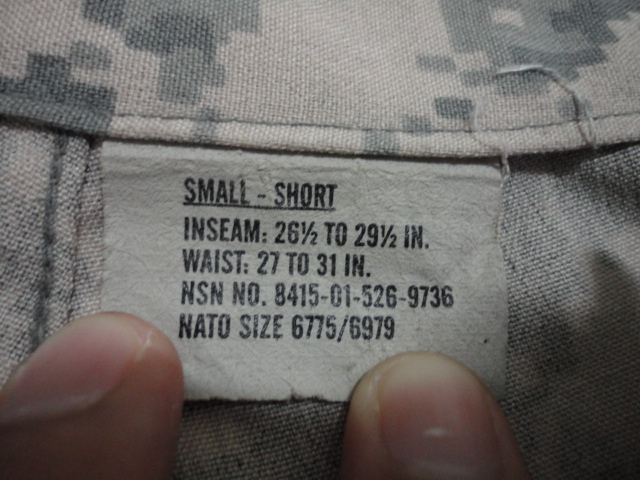 SMALL - SHORT
INSEAM: 26½ TO 29½ IN.
WAIST: 27 TO 31 IN.
NSN NO. 8415-01-526-9736
NATO SIZE 6775/6979